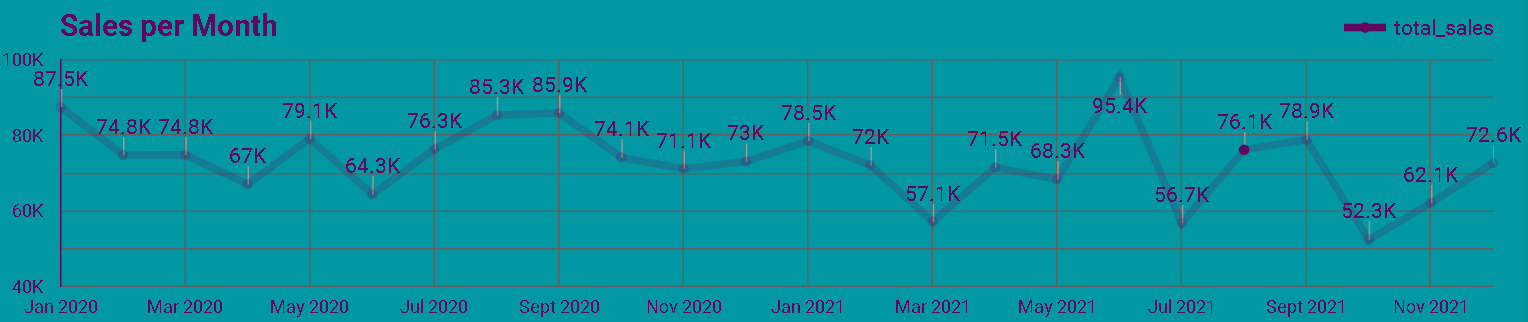 Sales per Month
total_sales
100K
80K
60K
40K
87.5K
74.8K
74.8K
67K
79.1K
64.3K
76.3K
85.3K
85.9K
74.1K
71.1K
73K
78.5K
72K
57.1K
71.5K
68.3K
95.4K
56.7K
76.1K
78.9K
52.3K
62.1K
72.6K
Jan 2020 Mar 2020 May 2020 Jul 2020 Sept 2020 Nov 2020 Jan 2021 Mar 2021 May 2021 Jul 2021 Sept 2021 Nov 2021